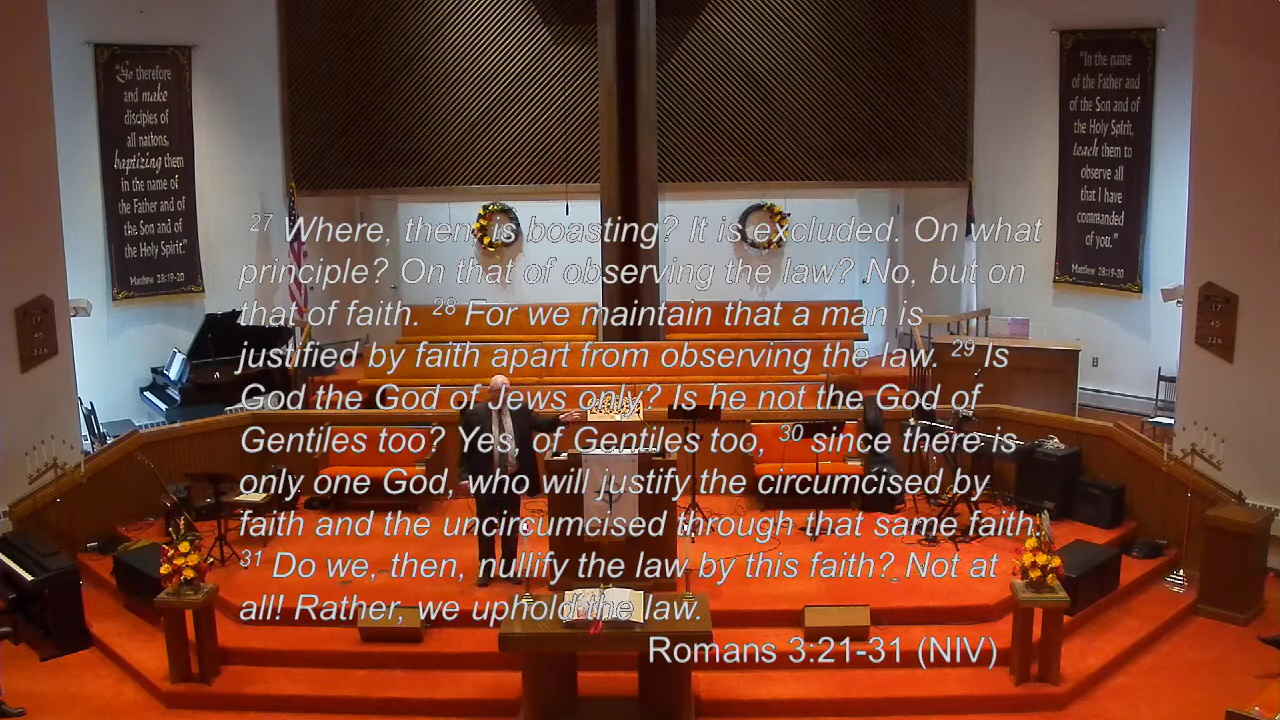 "Go therefore
and make
disciples of
all nations,
baptizing them
in the name of
the Father and of
the Son and of
the Holy Spirit."
Matthew 28:19-20
"In the name
of the Father and
of the Son and of
the Holy Spirit,
teach them to
observe all
that I have
commanded
of you."
Matthew 28:19-20
17
45
326
17
45
326
27 Where, then, is boasting? It is excluded. On what
principle? On that of observing the law? No, but on
that of faith. 28 For we maintain that a man is
justified by faith apart from observing the law. 29 Is
God the God of Jews only? Is he not the God of
Gentiles too? Yes, of Gentiles too, 30 since there is
only one God, who will justify the circumcised by
faith and the uncircumcised through that same faith.
31 Do we, then, nullify the law by this faith? Not at
all! Rather, we uphold the law.
Romans 3:21-31 (NIV)